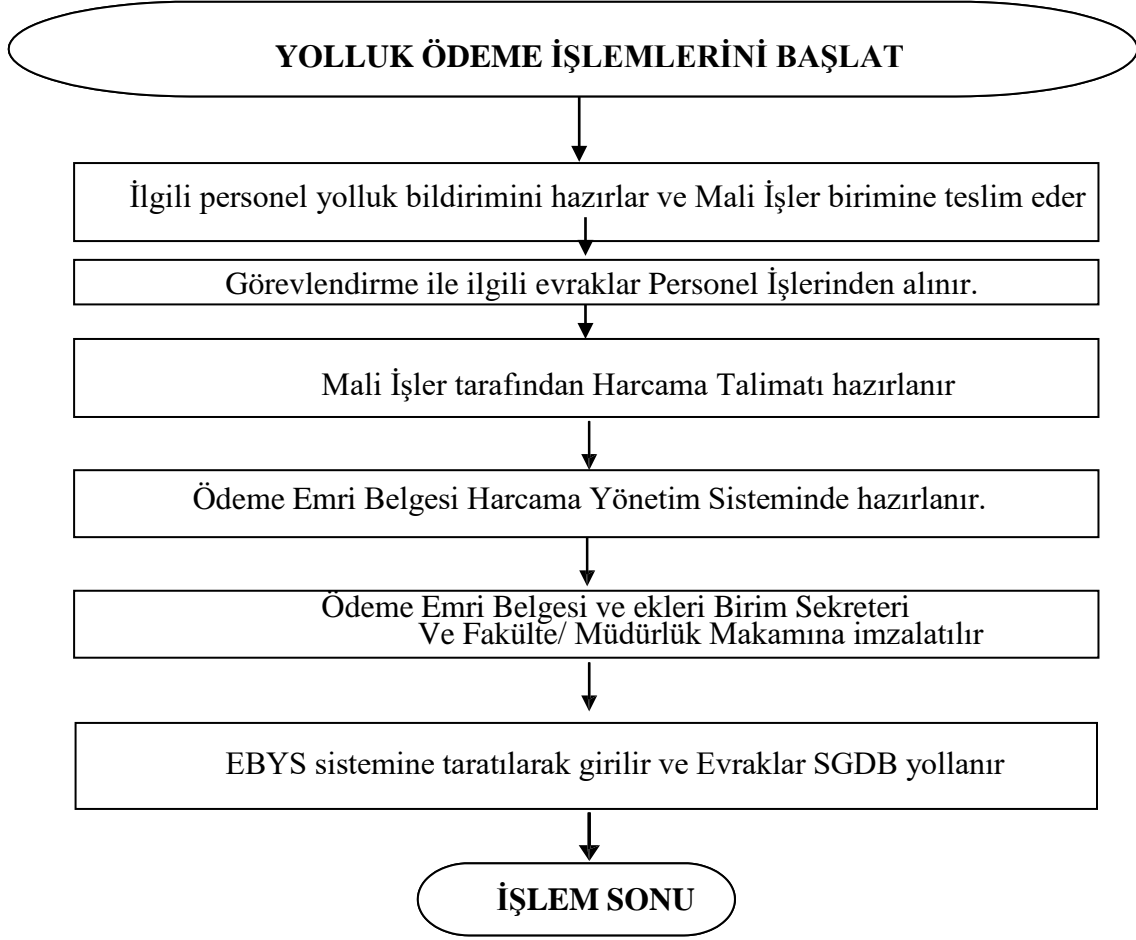 YOLLUK ÖDEME İŞLEMLERİNİ BAŞLAT
İlgili personel yolluk bildirimini hazırlar ve Mali İşler birimine teslim eder
Görevlendirme ile ilgili evraklar Personel İşlerinden alınır.
Mali İşler tarafından Harcama Talimatı hazırlanır
Ödeme Emri Belgesi Harcama Yönetim Sisteminde hazırlanır.
Ödeme Emri Belgesi ve ekleri Birim Sekreteri
Ve Fakülte/ Müdürlük Makamına imzalatılır
EBYS sistemine taratılarak girilir ve Evraklar SGDB yollanır
İŞLEM SONU